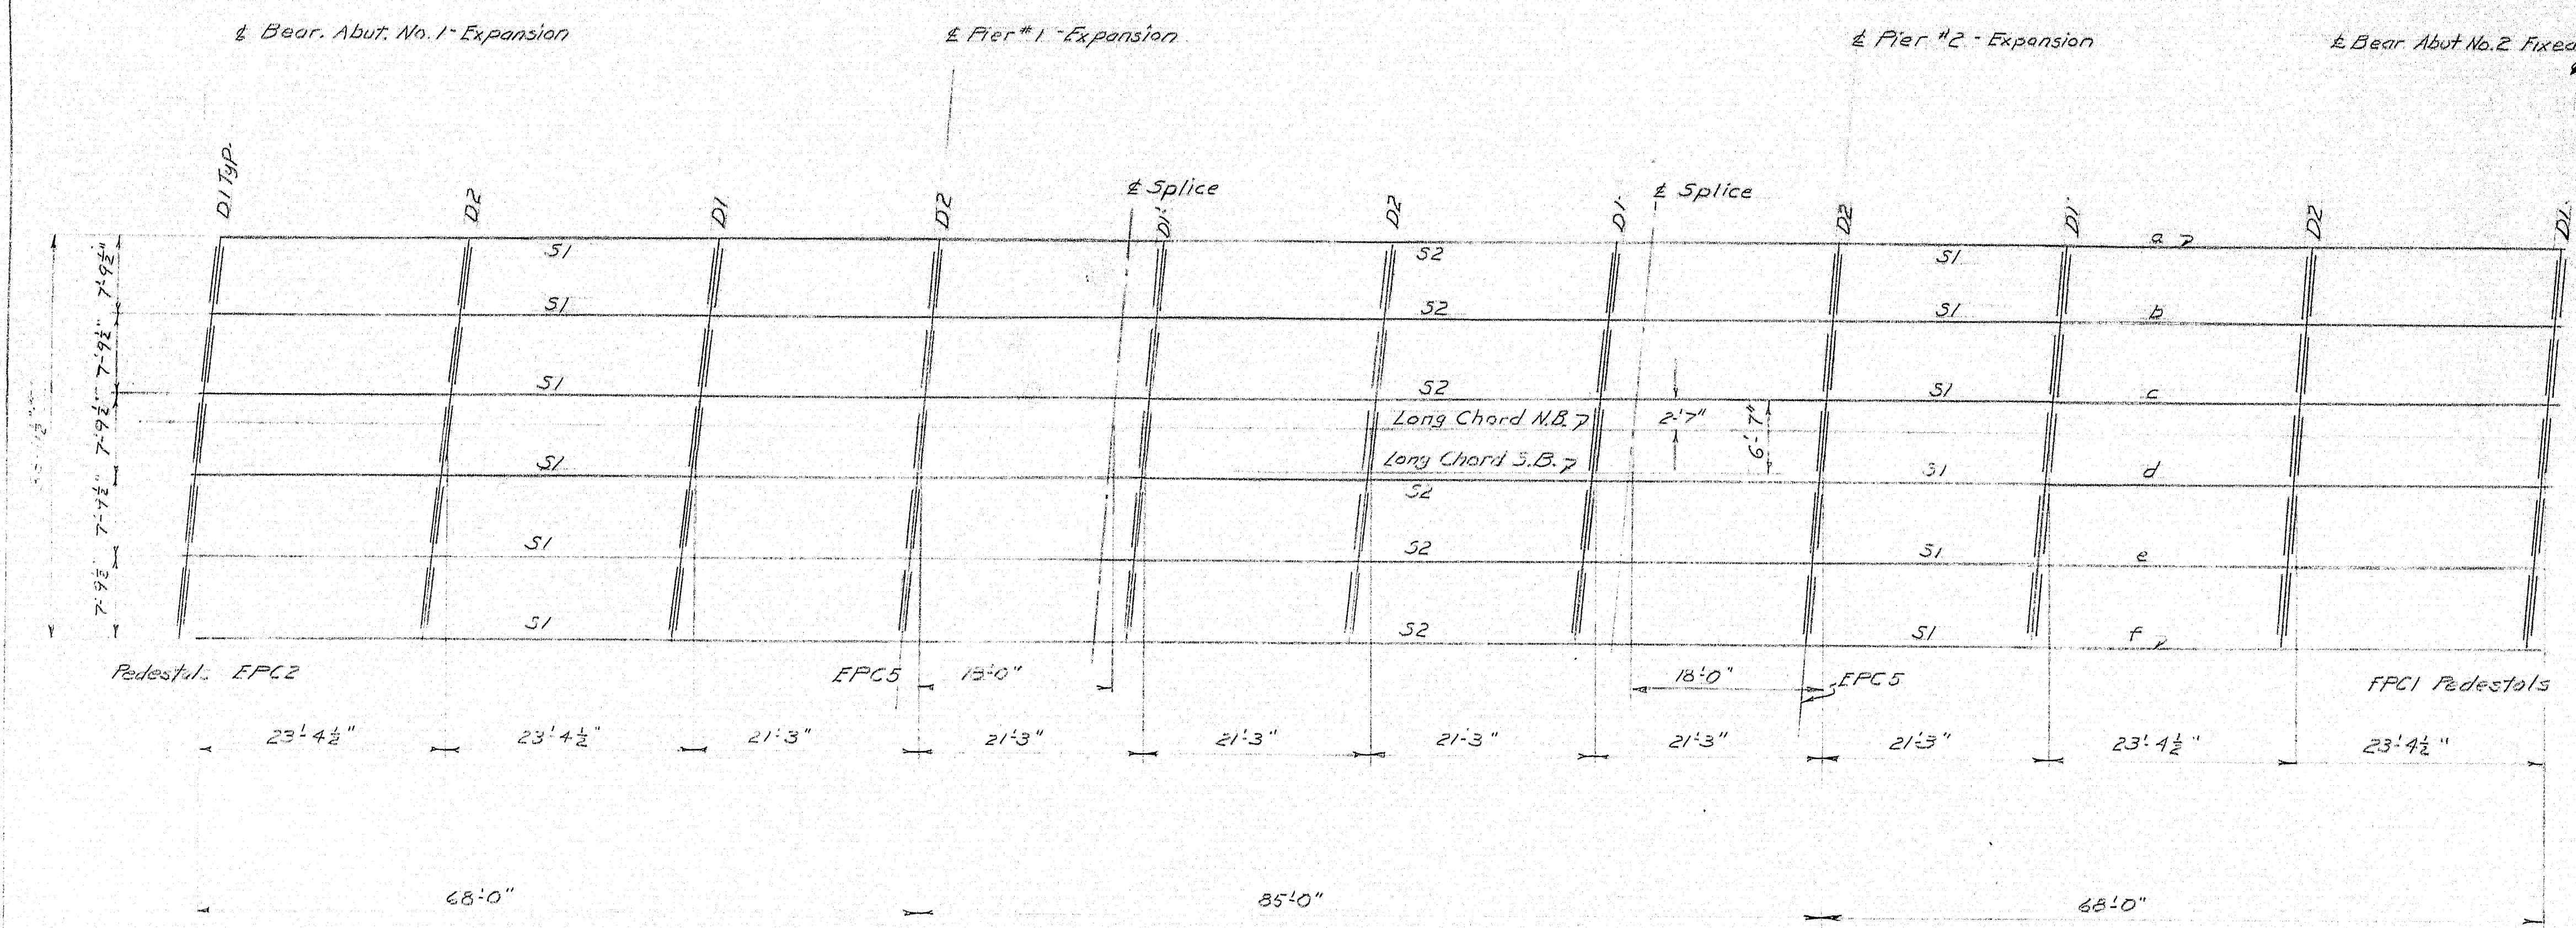 ℄ Bear. Abut. No. 1 - Expansion
℄ Pier #1 - Expansion
℄ Pier #2 - Expansion
℄ Bear. Abut No. 2 Fixed
D1 Typ.
D2
D1
D2
℄ Splice
D1
D2
D1
℄ Splice
D2
D1
D2
D1
S1
S2
S1
a
7'-9½"
S1
S2
S1
b
7'-9½"
S1
S2
S1
c
7'-9½"
Long Chord N.B.
2'-7"
6'-7"
Long Chord S.B.
S1
S2
S1
d
7'-9½"
S1
S2
S1
e
7'-9½"
S1
S2
S1
f
Pedestals EPC2
EPC5
18'-0"
18'-0"
EPC5
FPC1 Pedestals
23'-4½"
23'-4½"
21'-3"
21'-3"
21'-3"
21'-3"
21'-3"
21'-3"
23'-4½"
23'-4½"
68'-0"
85'-0"
68'-0"